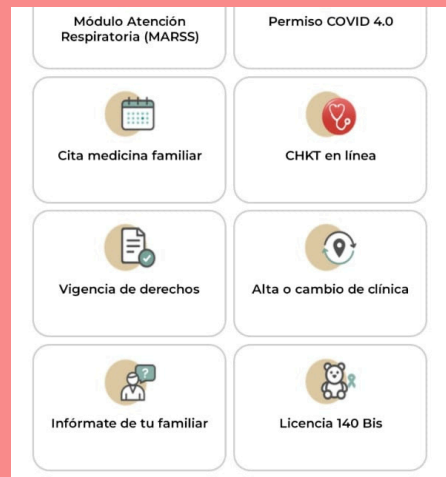 Módulo Atención
Respiratoria (MARSS)
Permiso COVID 4.0
Cita medicina familiar
CHKT en línea
Vigencia de derechos
Alta o cambio de clínica
?
Infórmate de tu familiar
Licencia 140 Bis